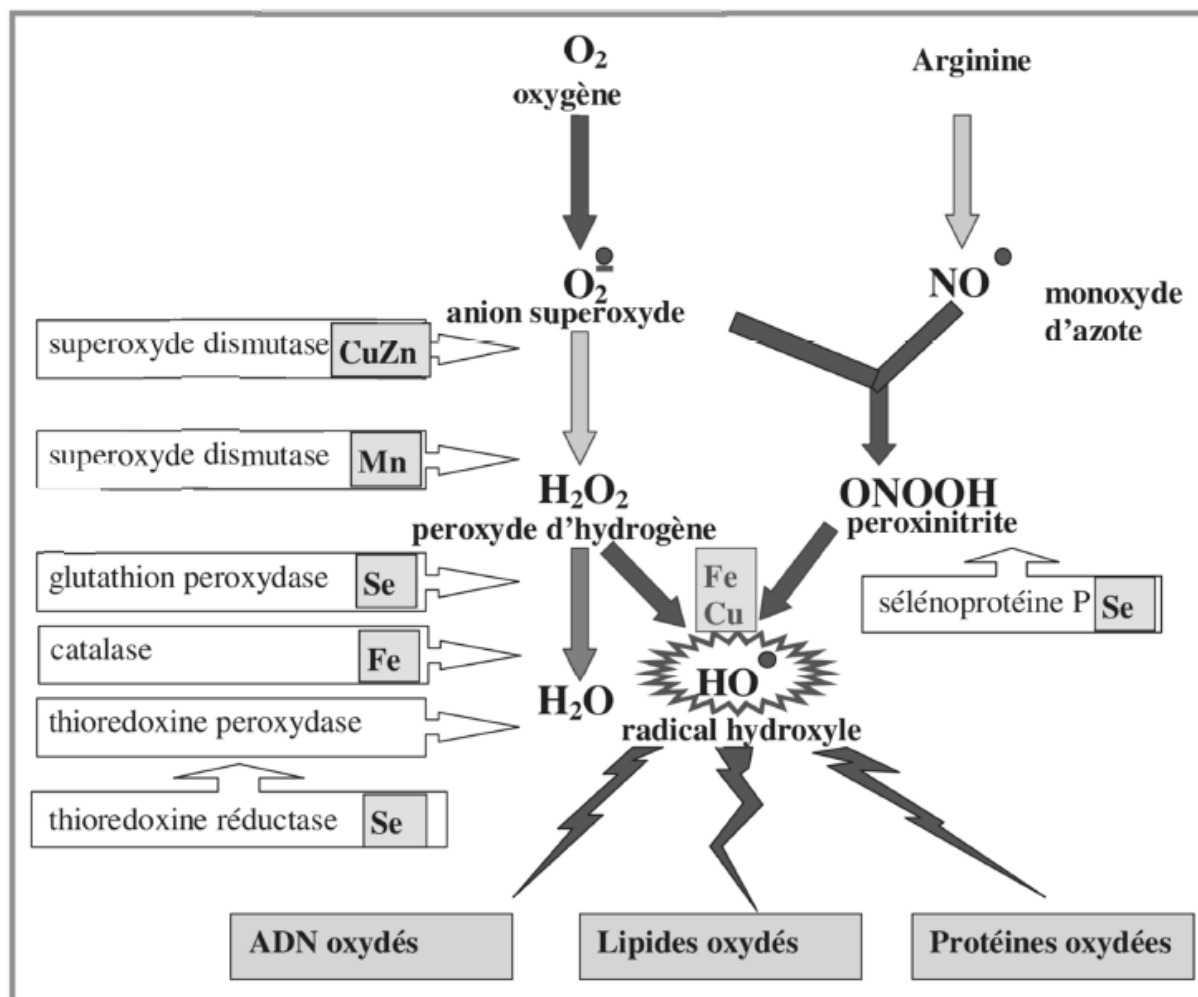 O₂
oxygène
Arginine
O₂•-
anion superoxyde
NO•
monoxyde
d'azote
superoxyde dismutase CuZn
superoxyde dismutase Mn
H₂O₂
peroxyde d'hydrogène
ONOOH
peroxinitrite
glutathion peroxydase Se
Fe
Cu
sélénoprotéine P Se
catalase Fe
HO•
H₂O
thioredoxine peroxydase
radical hydroxyle
thioredoxine réductase Se
ADN oxydés
Lipides oxydés
Protéines oxydées